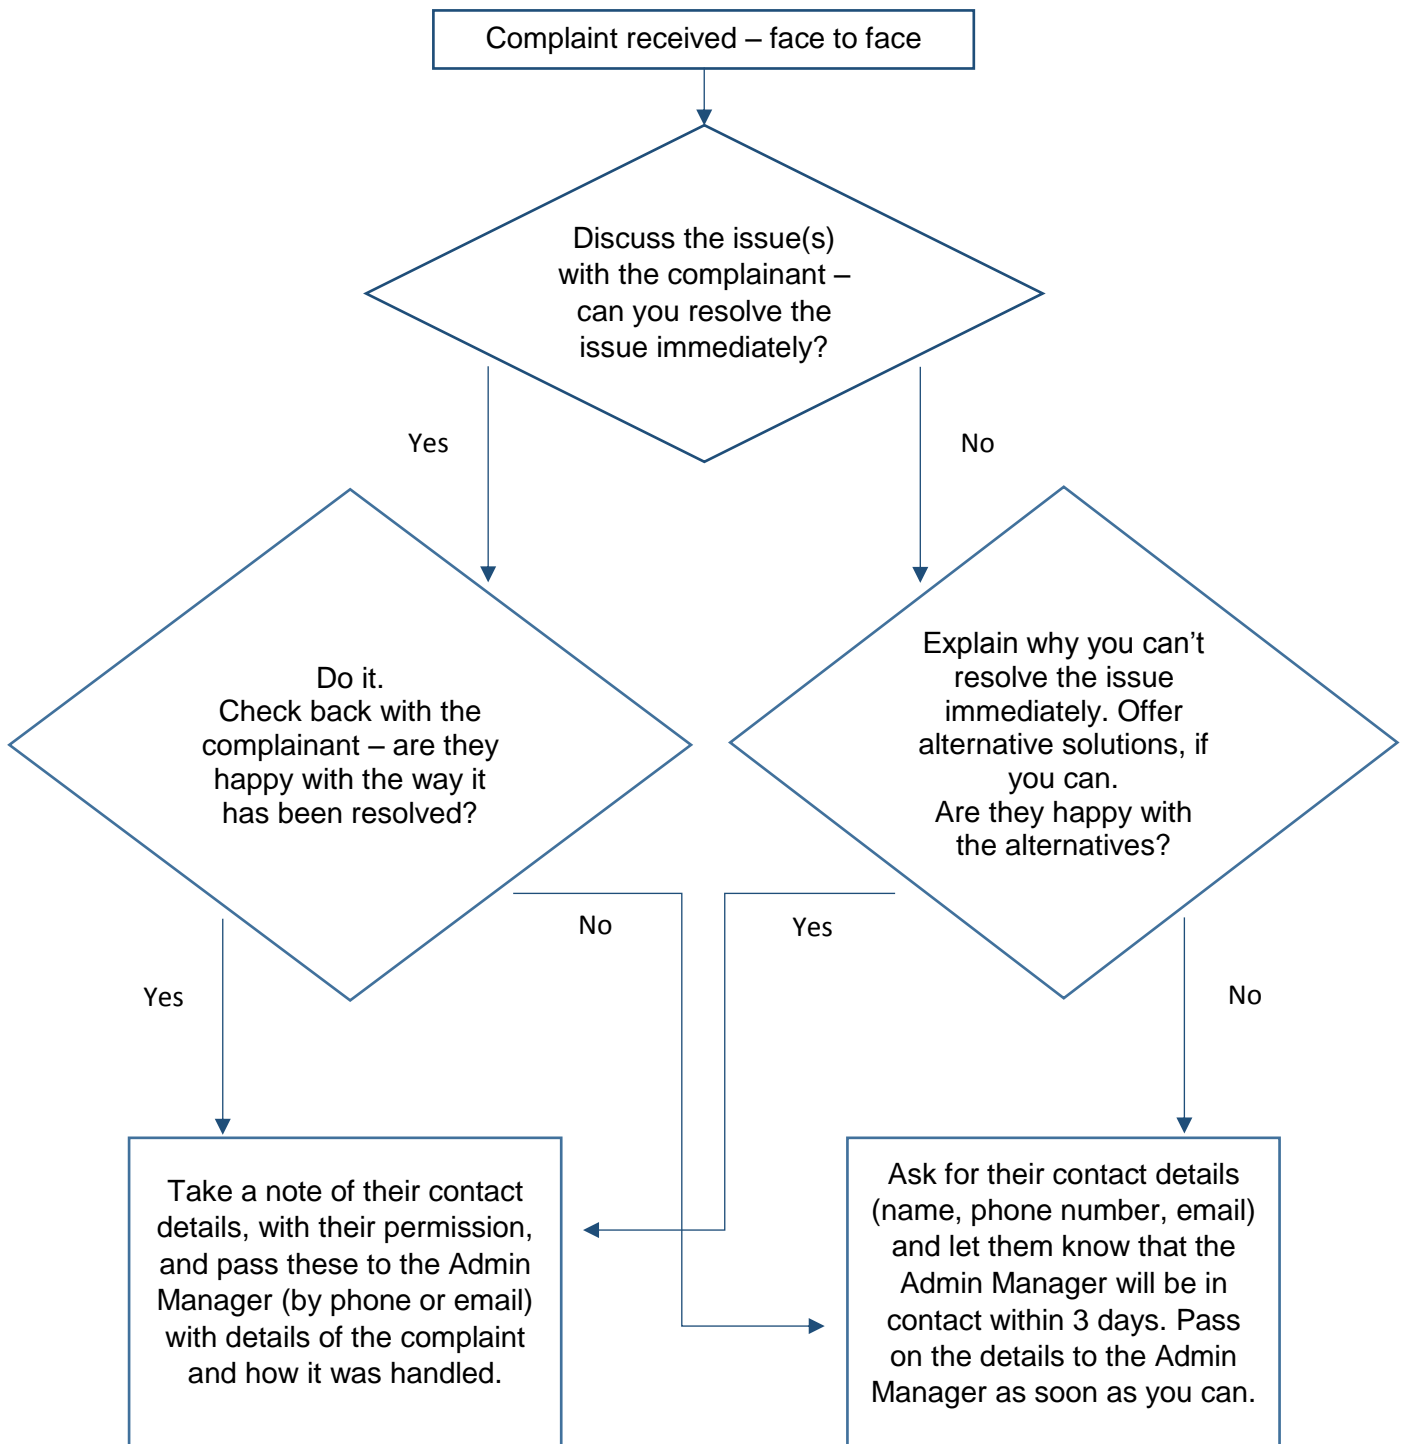 Complaint received – face to face
Discuss the issue(s)
with the complainant –
can you resolve the
issue immediately?
Yes
No
Do it.
Check back with the
complainant – are they
happy with the way it
has been resolved?
Explain why you can’t
resolve the issue
immediately. Offer
alternative solutions, if
you can.
Are they happy with
the alternatives?
No
Yes
Yes
No
Take a note of their contact
details, with their permission,
and pass these to the Admin
Manager (by phone or email)
with details of the complaint
and how it was handled.
Ask for their contact details
(name, phone number, email)
and let them know that the
Admin Manager will be in
contact within 3 days. Pass
on the details to the Admin
Manager as soon as you can.